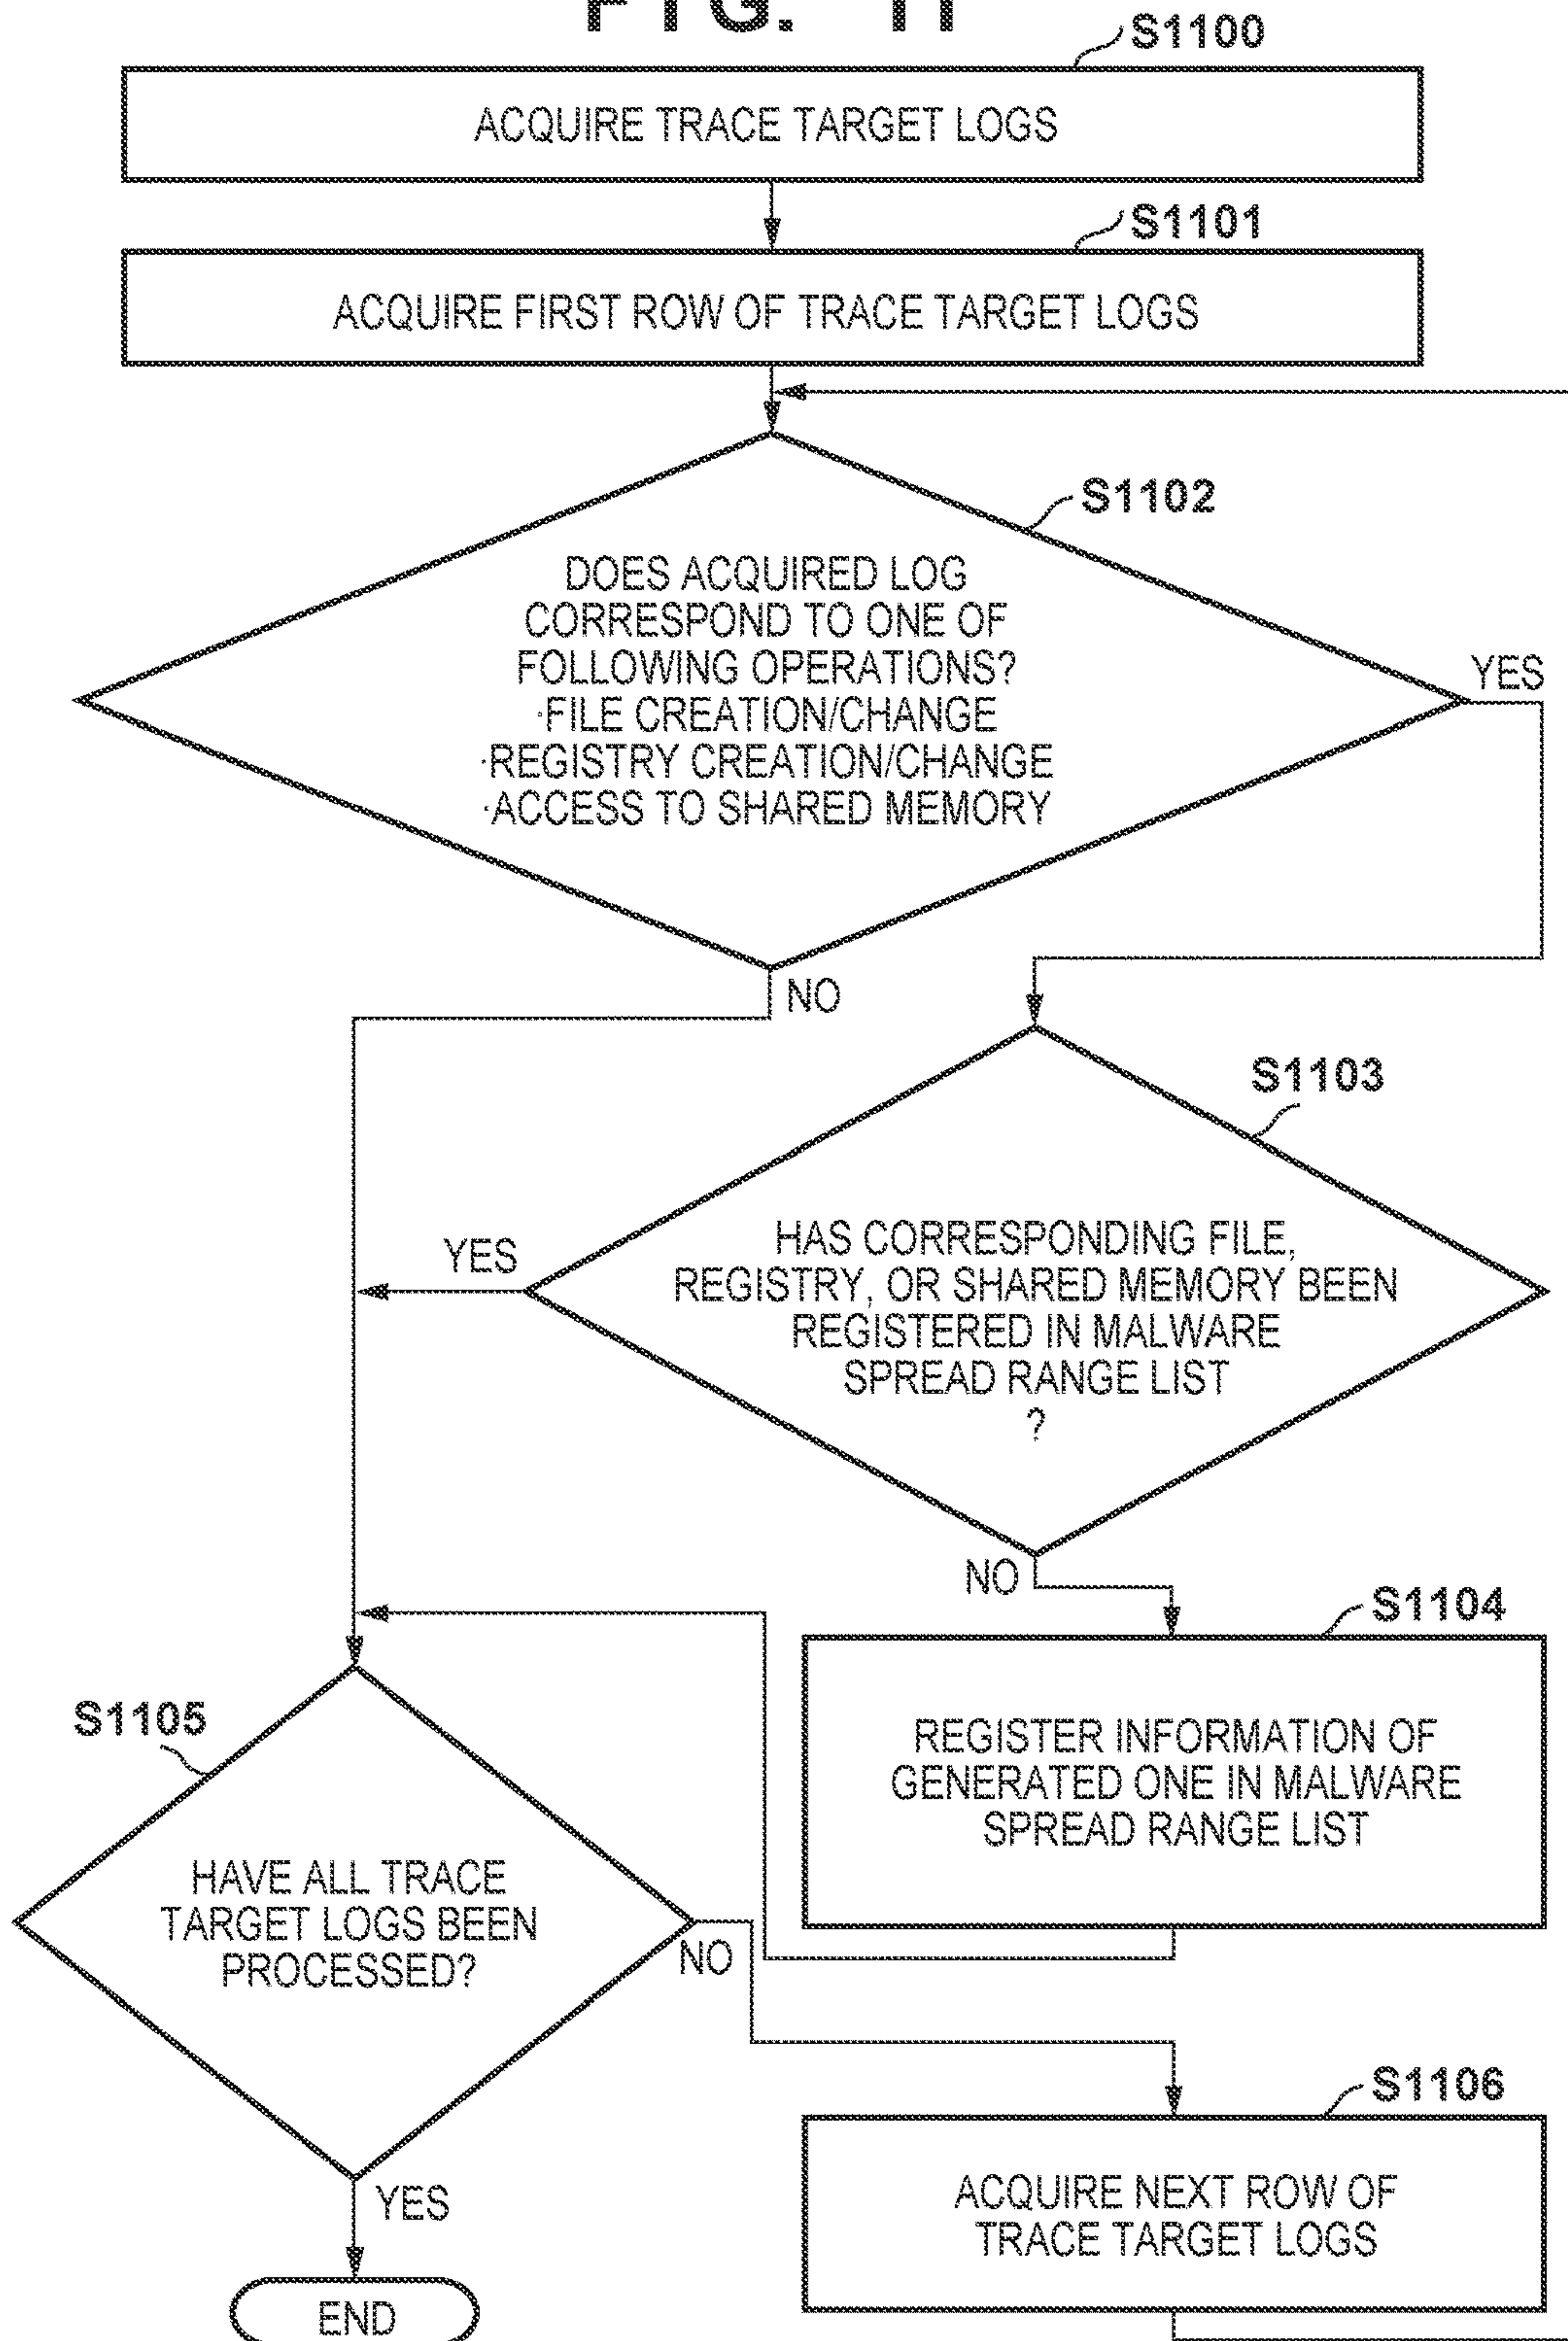 FIG. 11
S1100
ACQUIRE TRACE TARGET LOGS
S1101
ACQUIRE FIRST ROW OF TRACE TARGET LOGS
S1102
DOES ACQUIRED LOG
CORRESPOND TO ONE OF
FOLLOWING OPERATIONS?
·FILE CREATION/CHANGE
·REGISTRY CREATION/CHANGE
·ACCESS TO SHARED MEMORY
YES
NO
S1103
HAS CORRESPONDING FILE,
REGISTRY, OR SHARED MEMORY BEEN
REGISTERED IN MALWARE
SPREAD RANGE LIST
?
YES
NO
S1104
REGISTER INFORMATION OF
GENERATED ONE IN MALWARE
SPREAD RANGE LIST
S1105
HAVE ALL TRACE
TARGET LOGS BEEN
PROCESSED?
NO
YES
S1106
ACQUIRE NEXT ROW OF
TRACE TARGET LOGS
END